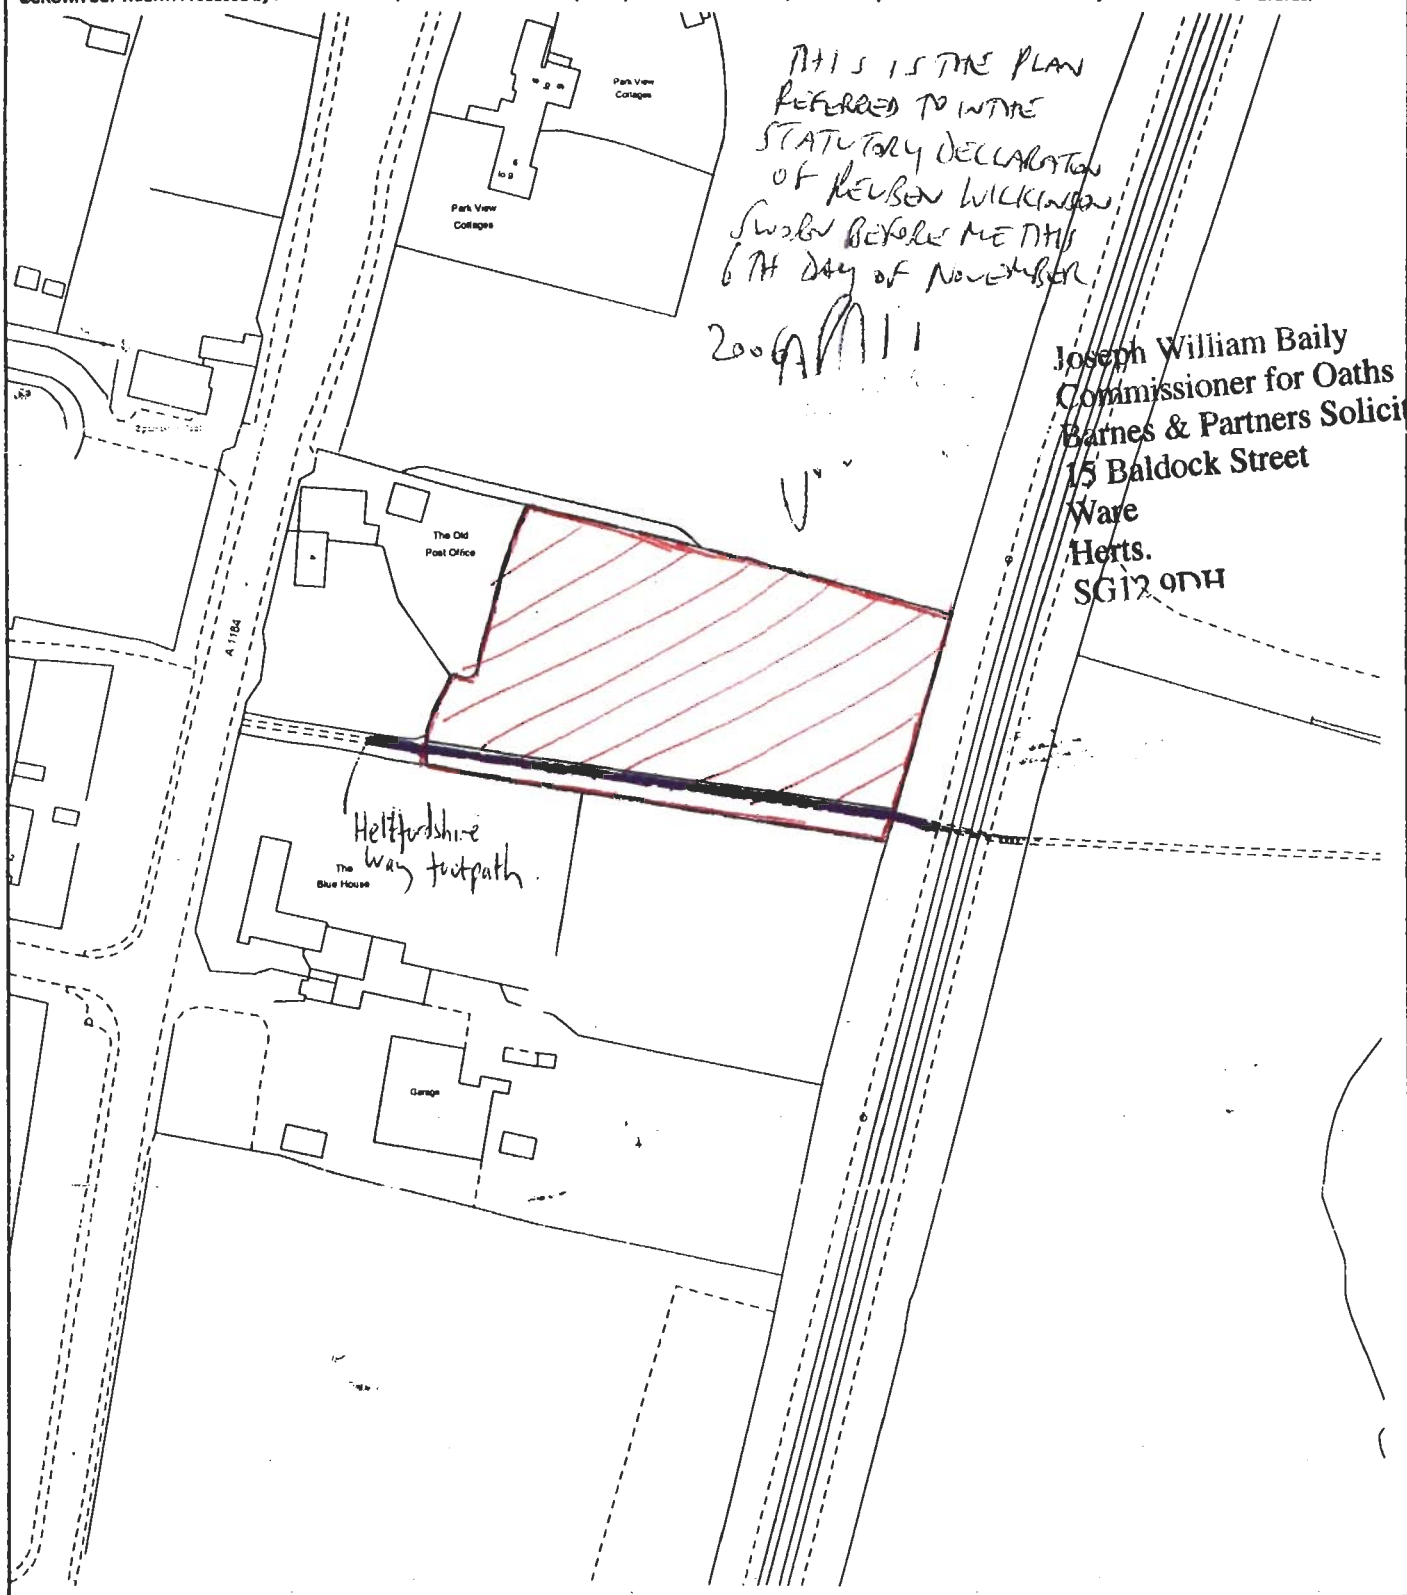 Park View
Cottages
Park View
Cottages
THIS IS THE PLAN
REFERRED TO IN THE
STATUTORY DECLARATION
OF REUBEN WILKINSON
SWORN BEFORE ME THIS
6TH DAY OF NOVEMBER
2006
Joseph William Baily
Commissioner for Oaths
Barnes & Partners Solicit
15 Baldock Street
Ware
Herts.
SG12 9DH
The Old
Post Office
A 1184
Hertfordshire
Way footpath.
The
Blue House
Garage